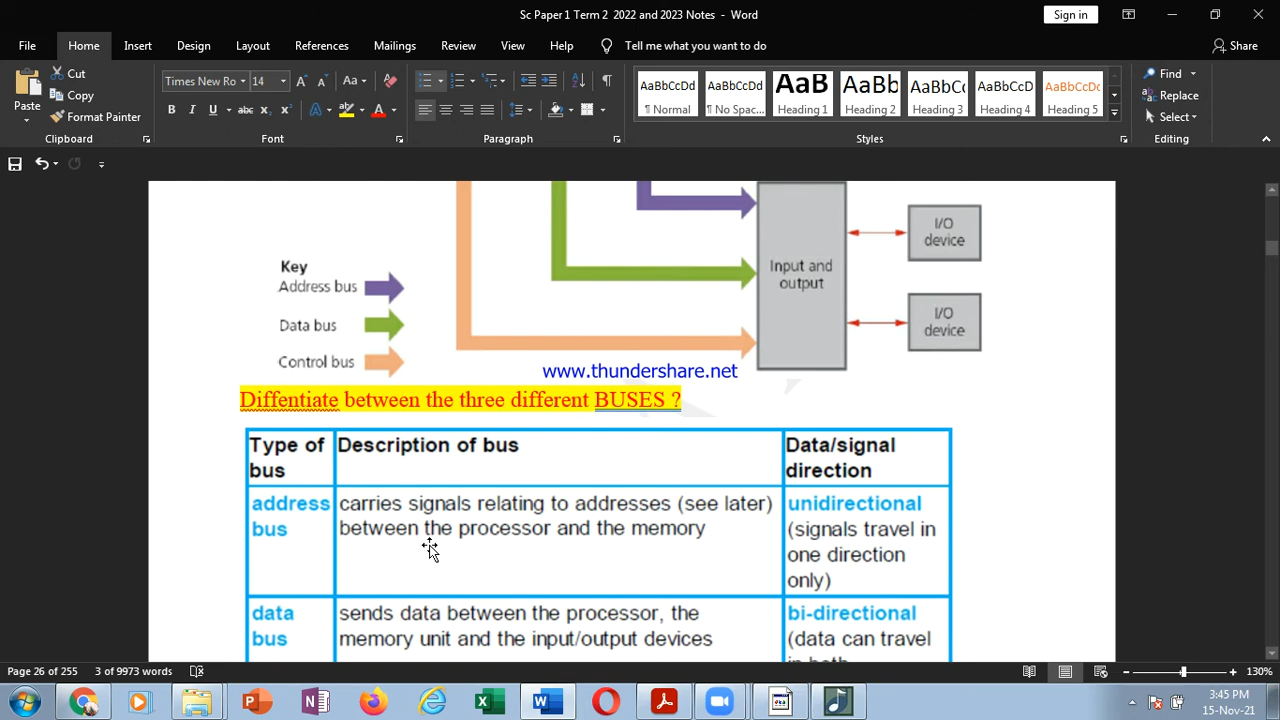 Sc Paper 1 Term 2 2022 and 2023 Notes - Word
Sign in
File Home Insert Design Layout References Mailings Review View Help Tell me what you want to do Share
Paste
Cut
Copy
Format Painter
Clipboard
Times New Ro 14
Font
Paragraph
AaBbCcDd AaBbCcDd AaB AaBb AaBbCcDc AaBbCcD AaBbCcD
¶ Normal ¶ No Spac... Heading 1 Heading 2 Heading 3 Heading 4 Heading 5
Styles
Find
Replace
Select
Editing
Key
Address bus
Data bus
Control bus
Input and
output
I/O
device
I/O
device
www.thundershare.net
Diffentiate between the three different BUSES ?
Type of
bus
Description of bus
Data/signal
direction
address
bus
carries signals relating to addresses (see later)
between the processor and the memory
unidirectional
(signals travel in
one direction
only)
data
bus
sends data between the processor, the
memory unit and the input/output devices
bi-directional
(data can travel
in both
Page 26 of 255 3 of 9973 words
130%
3:45 PM
15-Nov-21